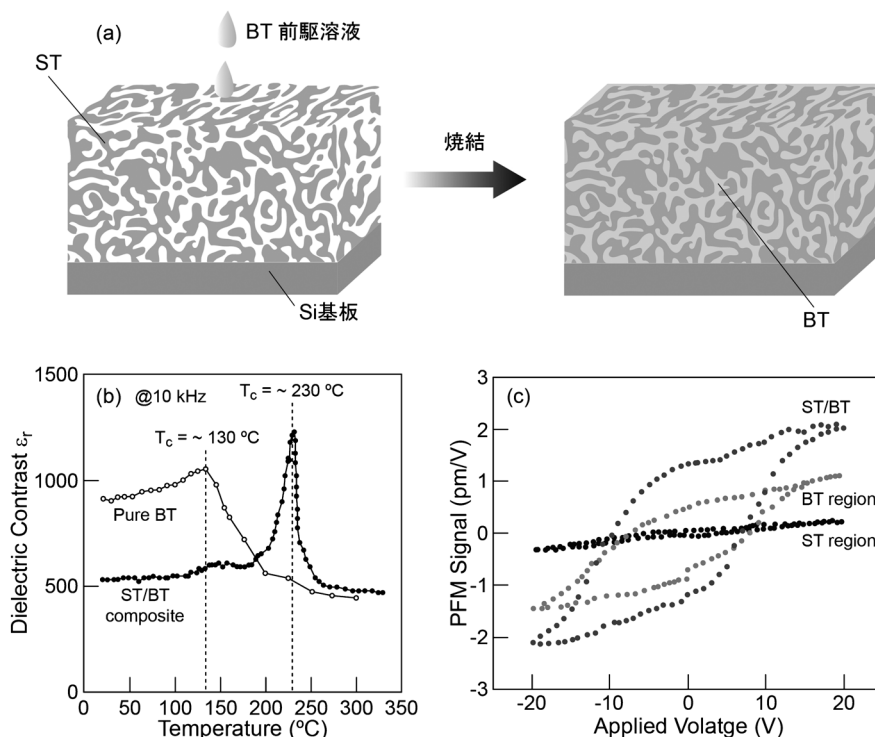 (a)
BT 前駆溶液
ST
焼結
Si基板
BT
(b)
@10 kHz
T_c = ~ 230 ºC
T_c = ~ 130 ºC
Pure BT
ST/BT
composite
Dielectric Contrast ε_r
1500
1000
500
0
0 50 100 150 200 250 300 350
Temperature (ºC)
(c)
ST/BT
BT region
ST region
PFM Signal (pm/V)
3
2
1
0
-1
-2
-3
-20 -10 0 10 20
Applied Volatge (V)